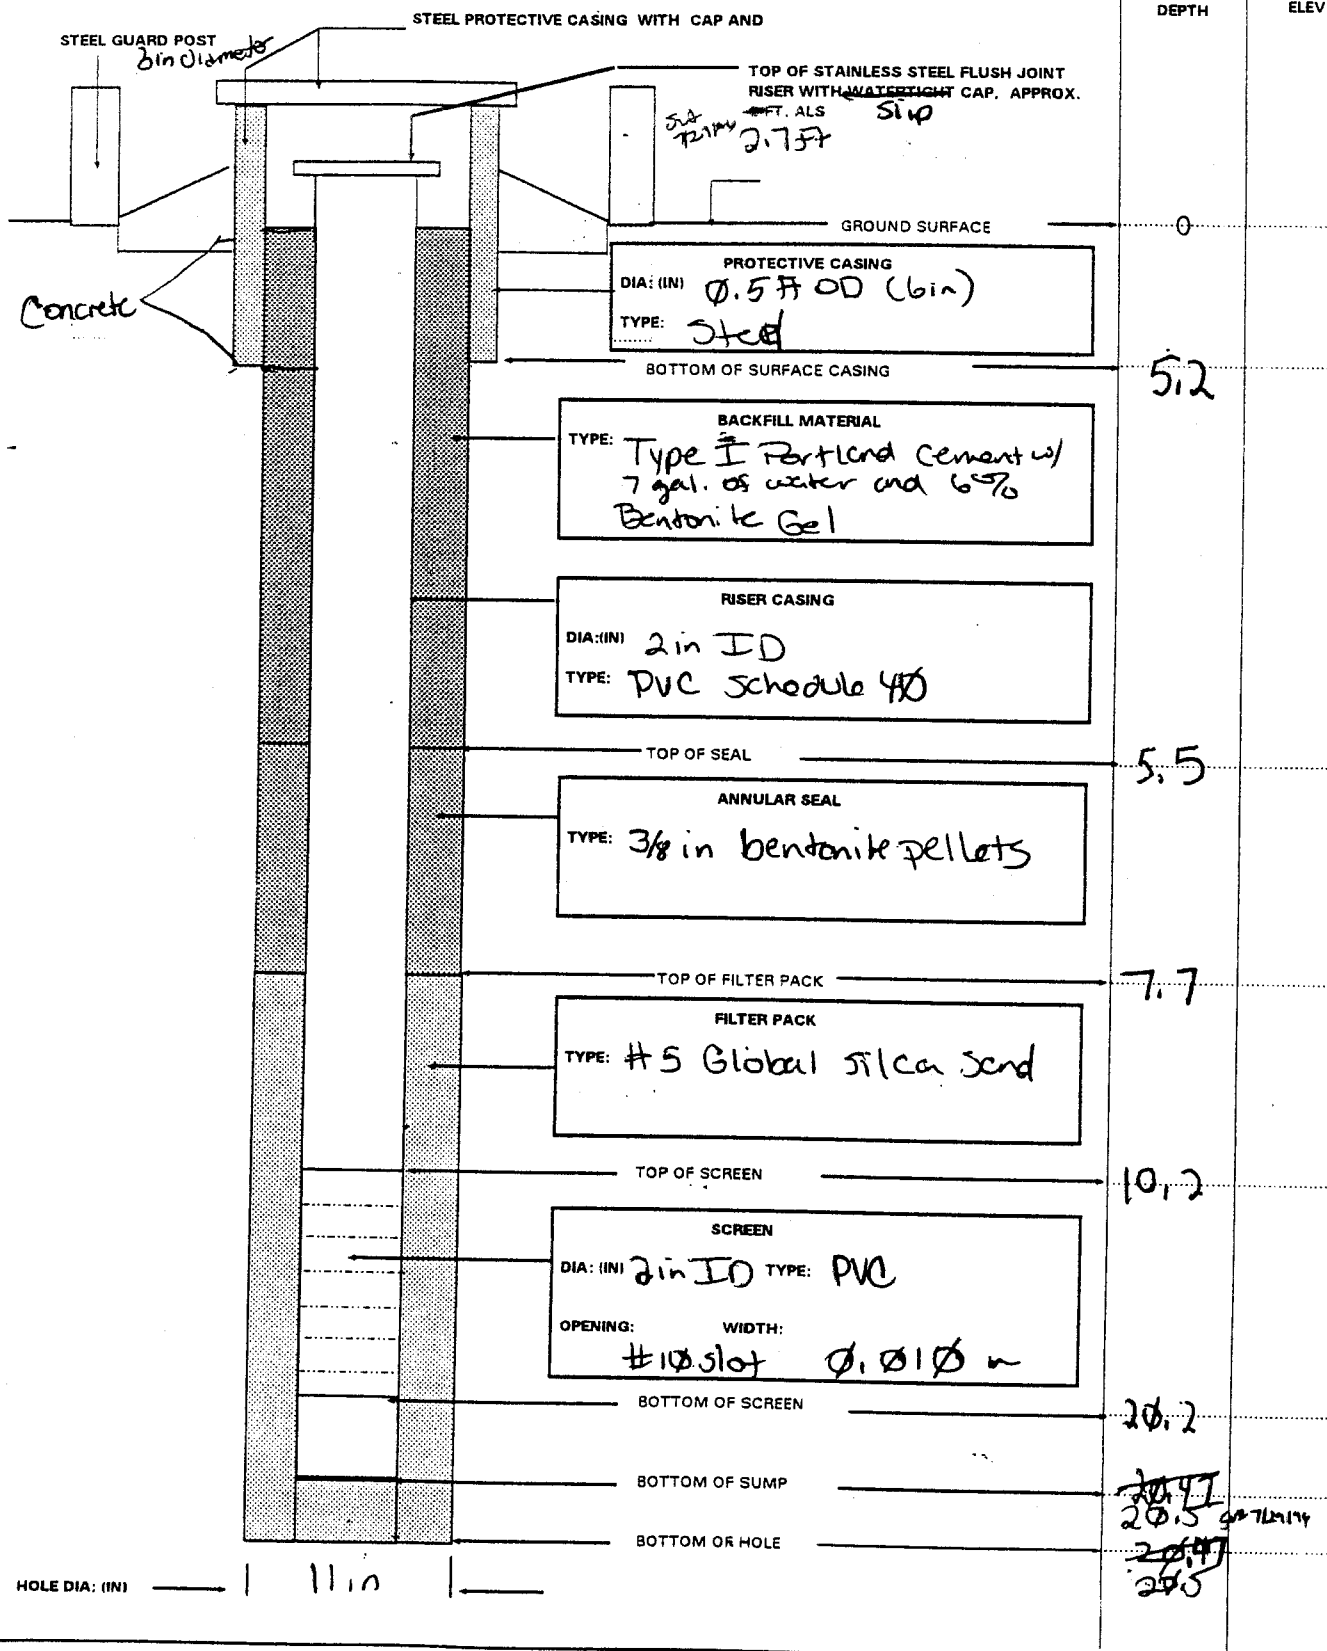 DEPTH
ELEV
STEEL PROTECTIVE CASING WITH CAP AND
STEEL GUARD POST
diameter
TOP OF STAINLESS STEEL FLUSH JOINT
RISER WITH WATERTIGHT CAP. APPROX.
FT. ALS
slip
2.7 ft
GROUND SURFACE
0
Concrete
PROTECTIVE CASING
DIA: (IN) 0.5 ft OD (6in)
TYPE: Steel
BOTTOM OF SURFACE CASING
5.2
BACKFILL MATERIAL
TYPE: Type I Portland Cement w/
7 gal. of water and 6%
Bentonite Gel
RISER CASING
DIA:(IN) 2in ID
TYPE: PVC Schedule 40
TOP OF SEAL
5.5
ANNULAR SEAL
TYPE: 3/8 in bentonite pellets
TOP OF FILTER PACK
7.7
FILTER PACK
TYPE: #5 Global silca sand
TOP OF SCREEN
10.2
SCREEN
DIA: (IN) 2in ID TYPE: PVC
OPENING: WIDTH:
#10 slot 0.010 in
BOTTOM OF SCREEN
20.2
BOTTOM OF SUMP
20.47
20.5
BOTTOM OR HOLE
20.47
20.5
HOLE DIA: (IN) 11in